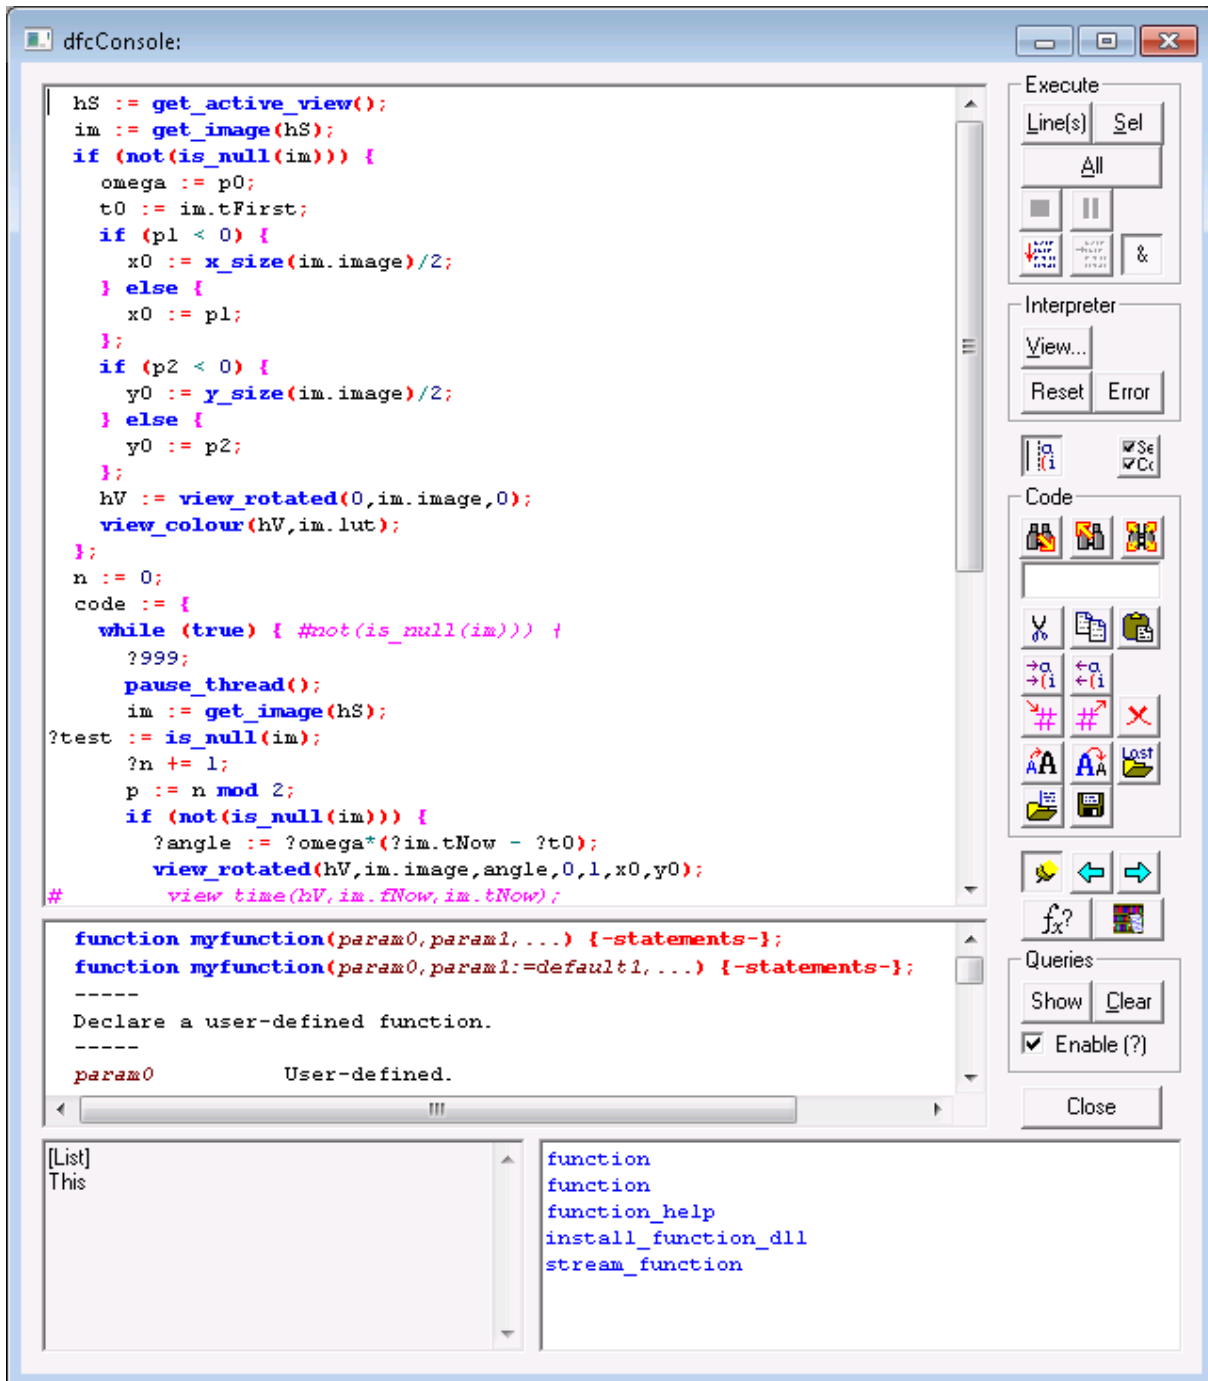 dfcConsole:
hS := get_active_view();
im := get_image(hS);
if (not(is_null(im))) {
omega := p0;
t0 := im.tFirst;
if (p1 < 0) {
x0 := x_size(im.image)/2;
} else {
x0 := p1;
};
if (p2 < 0) {
y0 := y_size(im.image)/2;
} else {
y0 := p2;
};
hV := view_rotated(0,im.image,0);
view_colour(hV,im.lut);
};
n := 0;
code := {
while (true) { #not(is_null(im))) {
?999;
pause_thread();
im := get_image(hS);
?test := is_null(im);
?n += 1;
p := n mod 2;
if (not(is_null(im))) {
?angle := ?omega*(?im.tNow - ?t0);
view_rotated(hV,im.image,angle,0,1,x0,y0);
# view_time(hV,im.fNow,im.tNow);
function myfunction(param0,param1,...) {-statements-};
function myfunction(param0,param1:=default1,...) {-statements-};
-----
Declare a user-defined function.
-----
param0 User-defined.
[List]
This
function
function
function_help
install_function_dll
stream_function
Execute
Line(s) Sel
All
&
Interpreter
View...
Reset Error
Code
Last
fx?
Queries
Show Clear
Enable (?)
Close